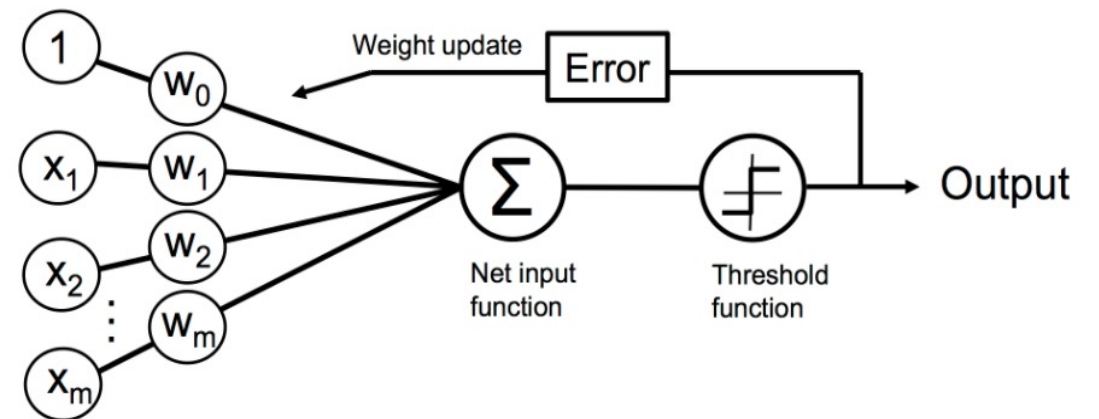 1
w₀
Weight update
Error
x₁
w₁
Σ
Output
x₂
w₂
Net input
function
Threshold
function
⋮
wₘ
xₘ